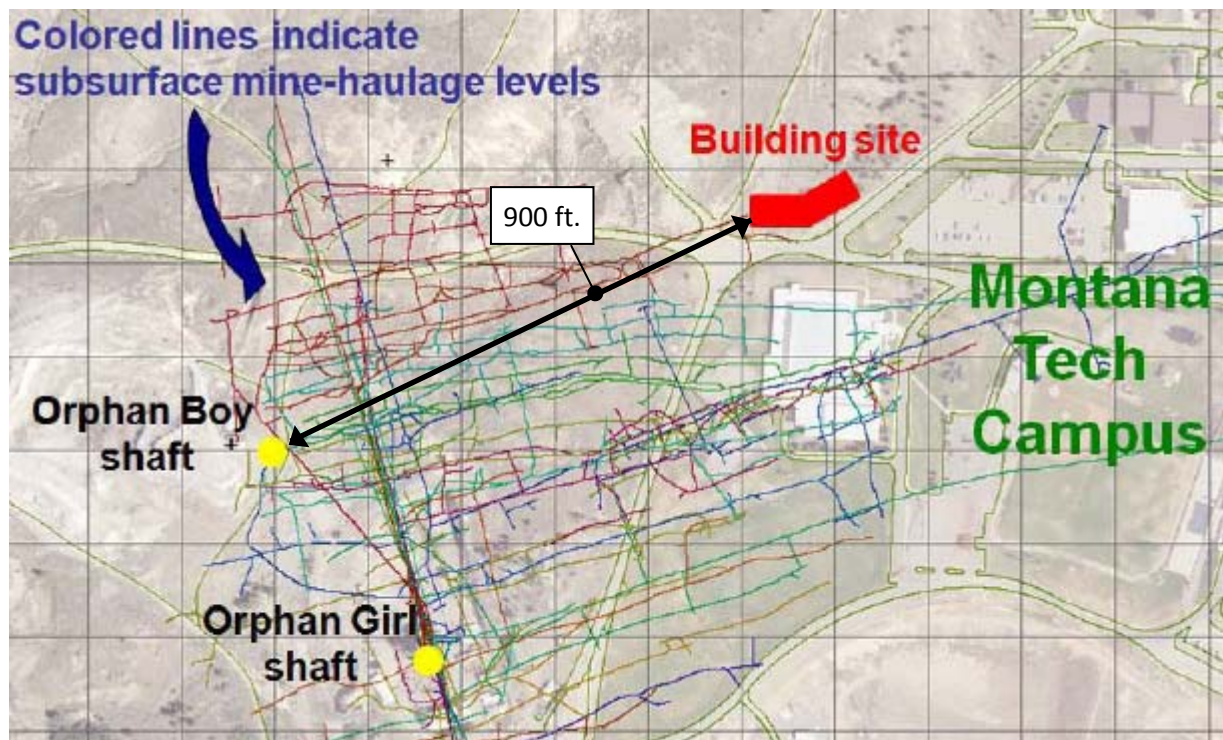 Colored lines indicate
subsurface mine-haulage levels
Building site
900 ft.
Montana
Tech
Campus
Orphan Boy
shaft
Orphan Girl
shaft